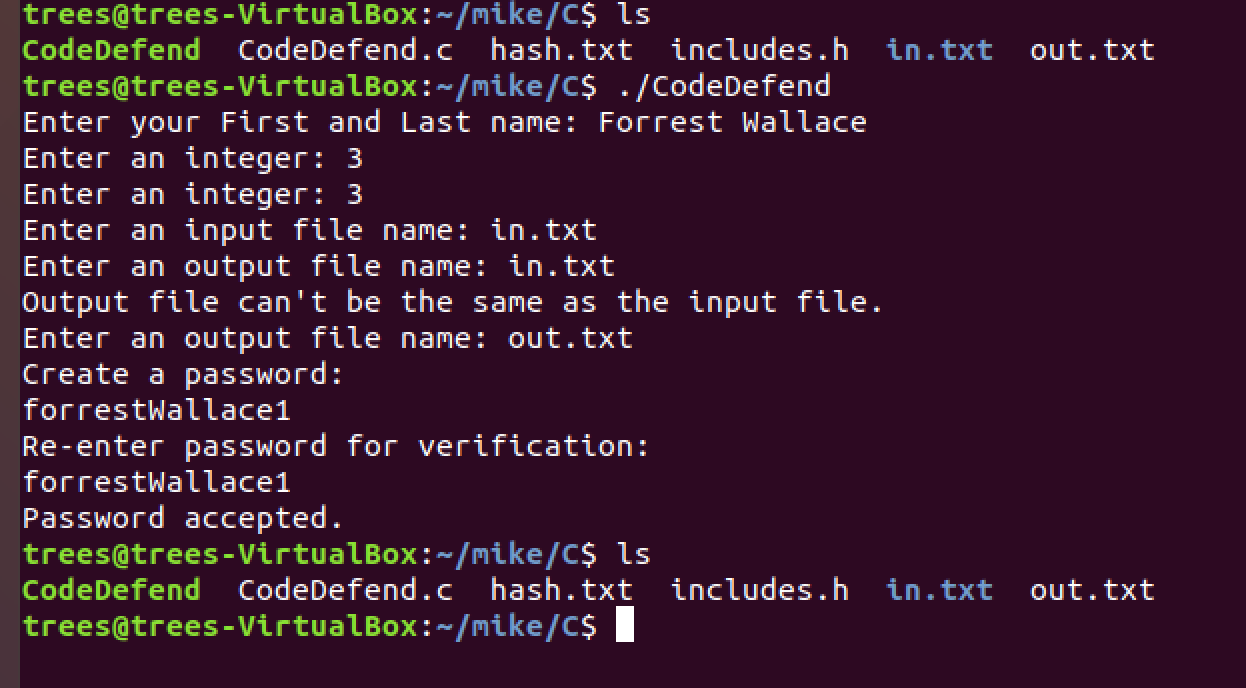 trees@trees-VirtualBox:~/mike/C$ ls
CodeDefend  CodeDefend.c  hash.txt  includes.h  in.txt  out.txt
trees@trees-VirtualBox:~/mike/C$ ./CodeDefend
Enter your First and Last name: Forrest Wallace
Enter an integer: 3
Enter an integer: 3
Enter an input file name: in.txt
Enter an output file name: in.txt
Output file can't be the same as the input file.
Enter an output file name: out.txt
Create a password:
forrestWallace1
Re-enter password for verification:
forrestWallace1
Password accepted.
trees@trees-VirtualBox:~/mike/C$ ls
CodeDefend  CodeDefend.c  hash.txt  includes.h  in.txt  out.txt
trees@trees-VirtualBox:~/mike/C$